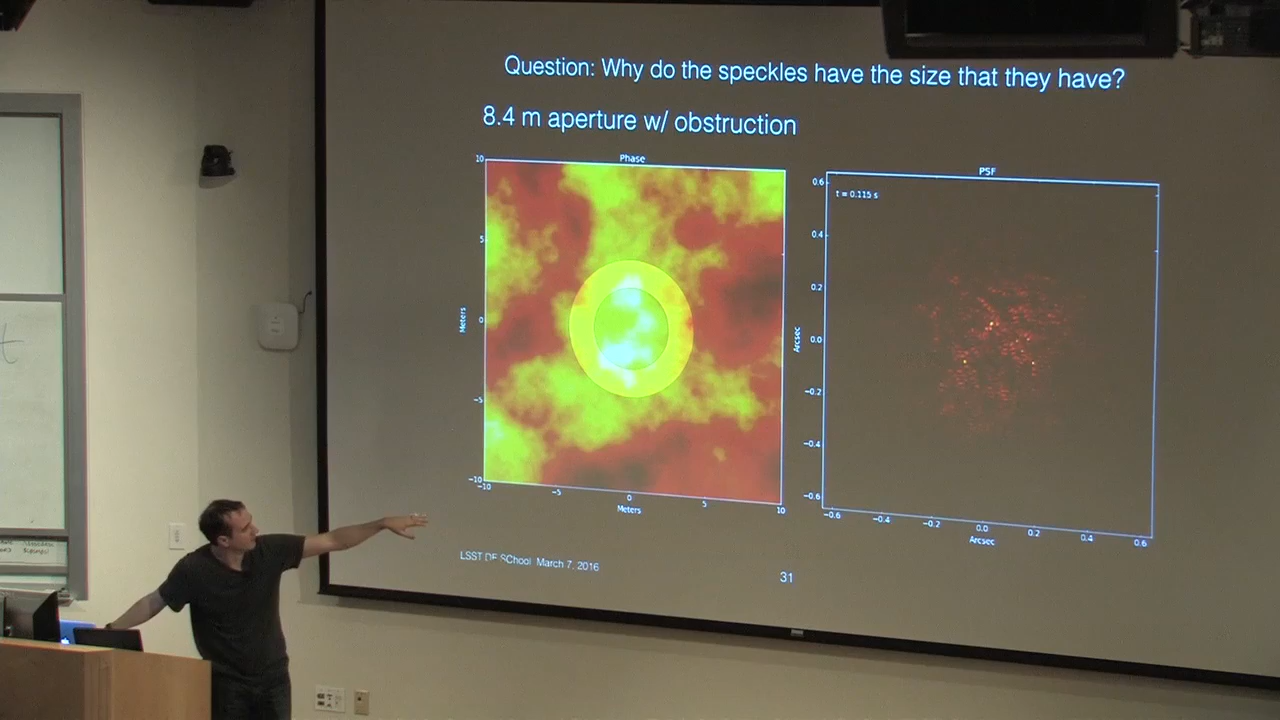 Question: Why do the speckles have the size that they have?
8.4 m aperture w/ obstruction
Phase
10
5
0
−5
−10
Meters
−10
−5
0
5
10
Meters
PSF
t = 0.115 s
0.6
0.4
0.2
0.0
−0.2
−0.4
−0.6
Arcsec
−0.6
−0.4
−0.2
0.0
0.2
0.4
0.6
Arcsec
LSST DE SChool March 7, 2016
31
t